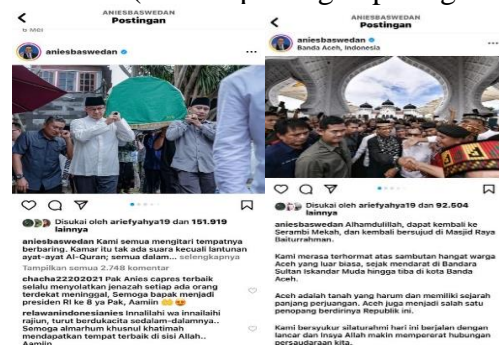 ANIESBASWEDAN
Postingan
6 MEI
aniesbaswedan
Disukai oleh ariefyahya19 dan 151.919
lainnya
aniesbaswedan Kami semua mengitari tempatnya
berbaring. Kamar itu tak ada suara kecuali lantunan
ayat-ayat Al-Quran; semua dalam... selengkapnya
Tampilkan semua 2.748 komentar
chacha22202021 Pak Anies capres terbaik
selalu menyolatkan jenazah setiap ada orang
terdekat meninggal, Semoga bapak menjadi
presiden RI ke 8 ya Pak, Aamiin
relawanindonesianies Innalilahi wa innailaihi
rajiun, turut berdukacita sedalam-dalamnya..
Semoga almarhum khusnul khatimah
mendapatkan tempat terbaik di sisi Allah..
Aamiin
ANIESBASWEDAN
Postingan
aniesbaswedan
Banda Aceh, Indonesia
Disukai oleh ariefyahya19 dan 92.504
lainnya
aniesbaswedan Alhamdulillah, dapat kembali ke
Serambi Mekah, dan kembali bersujud di Masjid Raya
Baiturrahman.
Kami merasa terhormat atas sambutan hangat warga
Aceh yang luar biasa, sejak mendarat di Bandara
Sultan Iskandar Muda hingga tiba di kota Banda
Aceh.
Aceh adalah tanah yang harum dan memiliki sejarah
panjang perjuangan. Aceh juga menjadi salah satu
penopang berdirinya Republik ini.
Kami bersyukur silaturahmi hari ini berjalan dengan
lancar dan Insya Allah makin mempererat hubungan
persaudaraan kita.